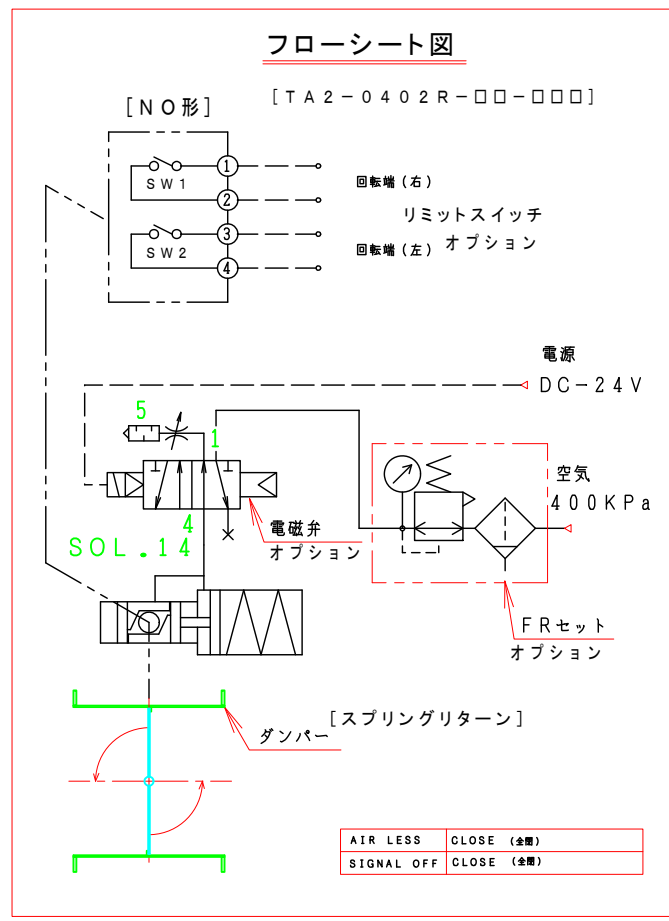 フローシート図
[TA2-0402R-□□-□□□]
[NO形]
1
SW1
2
回転端(右)
リミットスイッチ
オプション
3
SW2
4
回転端(左)
電源
DC-24V
5
1
空気
400KPa
4
SOL.14
電磁弁
オプション
FRセット
オプション
[スプリングリターン]
ダンパー
AIR LESS CLOSE (全閉)
SIGNAL OFF CLOSE (全閉)